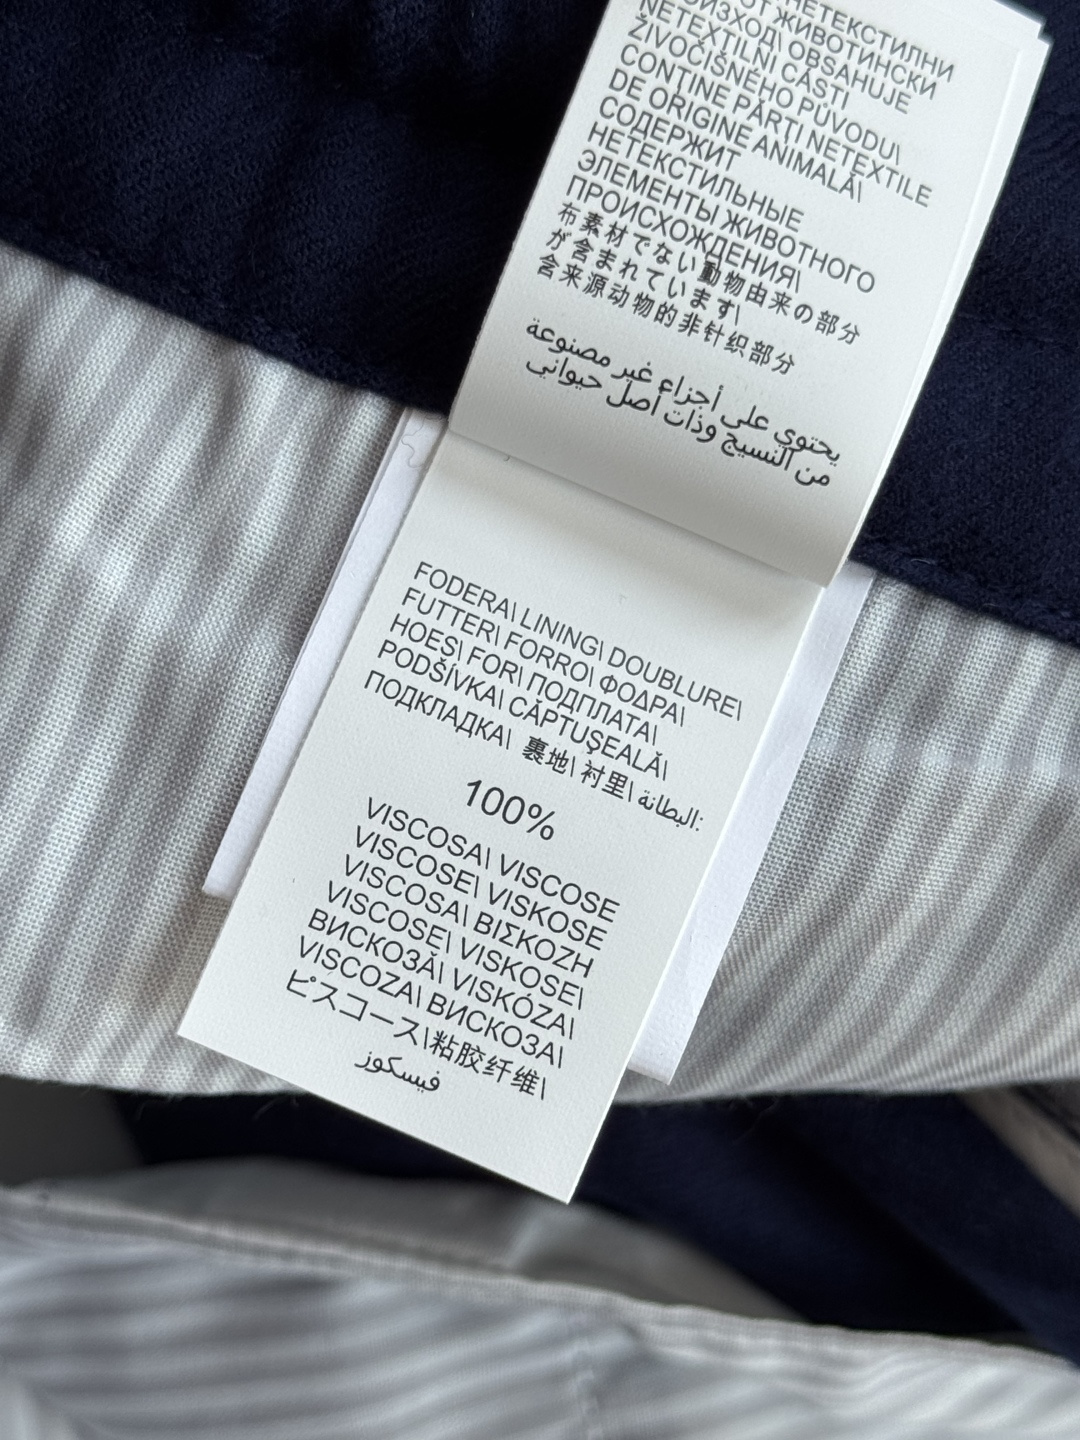 НЕТЕКСТИЛНИ
ОТ ЖИВОТИНСКИ
ПРОИЗХОД\ OBSAHUJE
NETEXTILNÍ ČÁSTI
ŽIVOČIŠNÉHO PŮVODU\
CONȚINE PĂRȚI NETEXTILE
DE ORIGINE ANIMALĂ\
СОДЕРЖИТ
НЕТЕКСТИЛЬНЫЕ
ЭЛЕМЕНТЫ ЖИВОТНОГО
ПРОИСХОЖДЕНИЯ\
布素材でない動物由来の部分
が含まれています\
含来源动物的非针织部分
يحتوي على أجزاء غير مصنوعة
من النسيج وذات أصل حيواني
FODERA\ LINING\ DOUBLURE\
FUTTER\ FORRO\ ΦΟΔΡΑ\
HOES\ FOR\ ПОДПЛАТА\
PODŠÍVKA\ CĂPTUŞEALĂ\
ПОДКЛАДКА\ 裏地\ 衬里\ البطانة:
100%
VISCOSA\ VISCOSE
VISCOSE\ VISKOSE
VISCOSA\ ΒΙΣΚΟΖΗ
VISCOSE\ VISKOSE\
ВИСКОЗĂ\ VISKÓZA\
VISCOZA\ ВИСКОЗА\
ビスコース\粘胶纤维\
فيسكوز